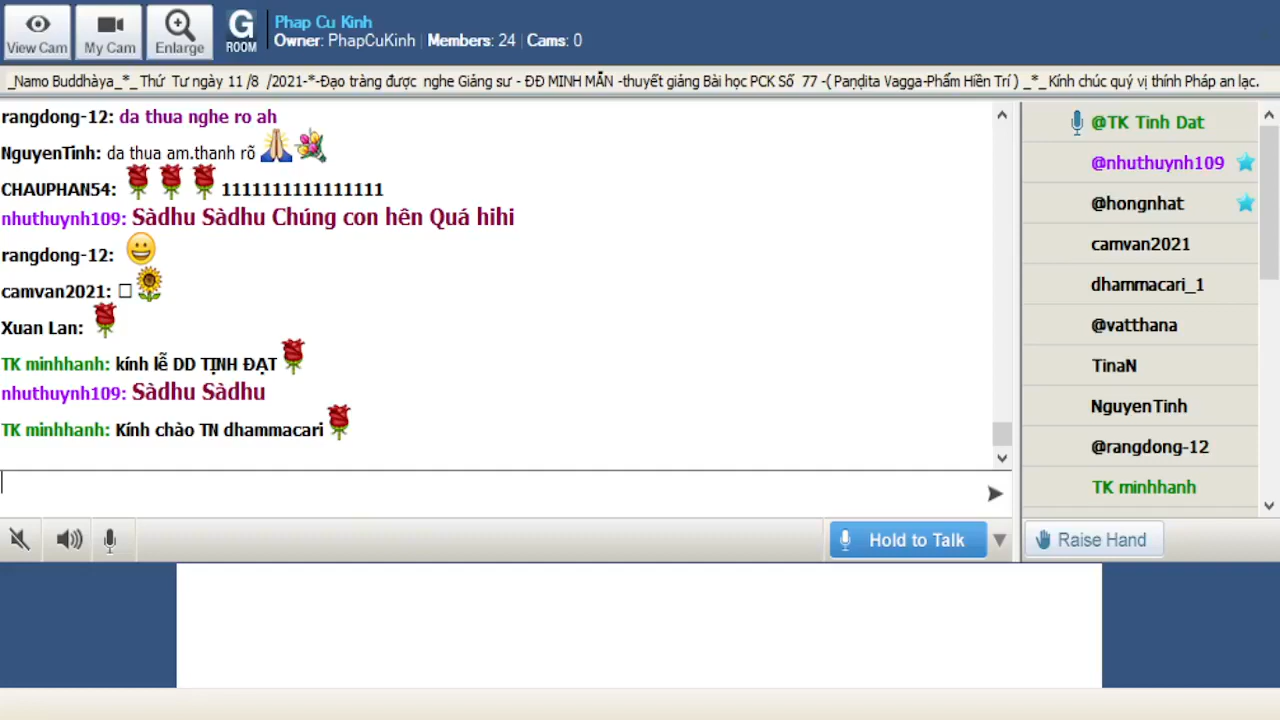 View Cam
My Cam
Enlarge
G
ROOM
Phap Cu Kinh
Owner: PhapCuKinh | Members: 24 | Cams: 0
_Namo Buddhàya_*_ Thứ Tư ngày 11 /8 /2021-*-Đạo tràng được nghe Giảng sư - ĐĐ MINH MẪN -thuyết giảng Bài học PCK Số 77 -( Paṇḍita Vagga-Phẩm Hiền Trí ) _*_ Kính chúc quý vị thính Pháp an lạc.
rangdong-12: da thua nghe ro ah
NguyenTinh: da thua am.thanh rõ
CHAUPHAN54: 1111111111111111
nhuthuynh109: Sàdhu Sàdhu Chúng con hên Quá hihi
rangdong-12:
camvan2021:
Xuan Lan:
TK minhhanh: kính lễ DD TỊNH ĐẠT
nhuthuynh109: Sàdhu Sàdhu
TK minhhanh: Kính chào TN dhammacari
@TK Tinh Dat
@nhuthuynh109
@hongnhat
camvan2021
dhammacari_1
@vatthana
TinaN
NguyenTinh
@rangdong-12
TK minhhanh
Hold to Talk
Raise Hand